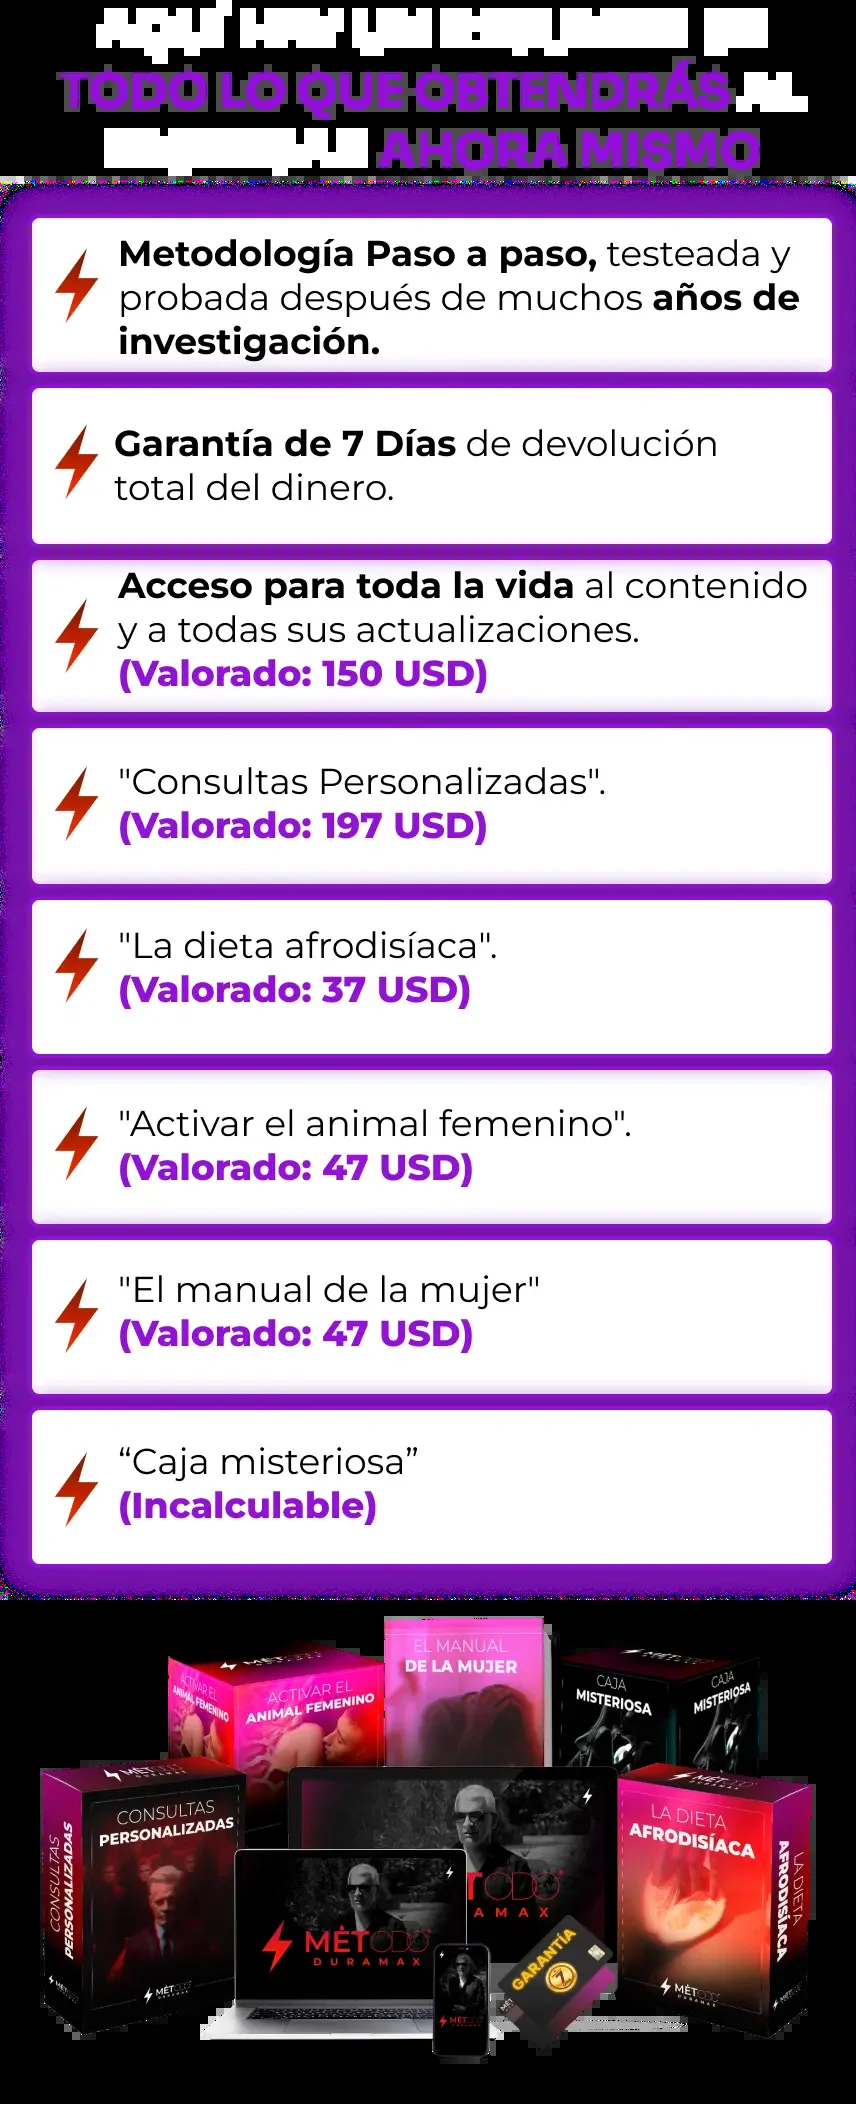 AQUÍ HAY UN
TODO LO QUE OBTENDRÁS AL
AHORA MISMO
Metodología Paso a paso, testeada y
probada después de muchos años de
investigación.
Garantía de 7 Días de devolución
total del dinero.
Acceso para toda la vida al contenido
y a todas sus actualizaciones.
(Valorado: 150 USD)
"Consultas Personalizadas".
(Valorado: 197 USD)
"La dieta afrodisíaca".
(Valorado: 37 USD)
"Activar el animal femenino".
(Valorado: 47 USD)
"El manual de la mujer"
(Valorado: 47 USD)
“Caja misteriosa”
(Incalculable)
EL MANUAL
DE LA MUJER
MÉTODO
ACTIVAR EL
ANIMAL FEMENINO
ACTIVAR EL
ANIMAL FEMENINO
CAJA
MISTERIOSA
CAJA
MISTERIOSA
MÉTODO
DURAMAX
CONSULTAS
PERSONALIZADAS
CONSULTAS
PERSONALIZADAS
MÉTODO
TODO
AMAX
MÉTODO
DURAMAX
GARANTÍA
7
MÉTODO
DURAMAX
LA DIETA
AFRODISÍACA
LA DIETA
AFRODISÍACA
MÉTODO
DURAMAX